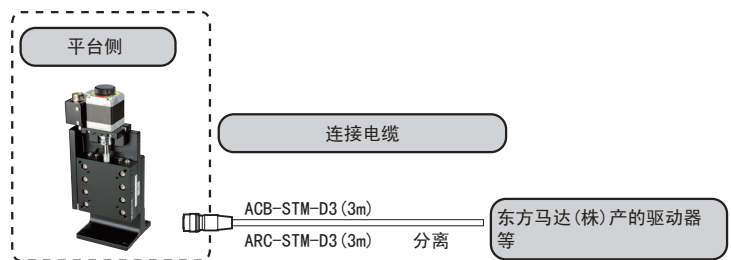 平台侧
连接电缆
ACB-STM-D3(3m)
ARC-STM-D3(3m) 分离
东方马达(株)产的驱动器
等